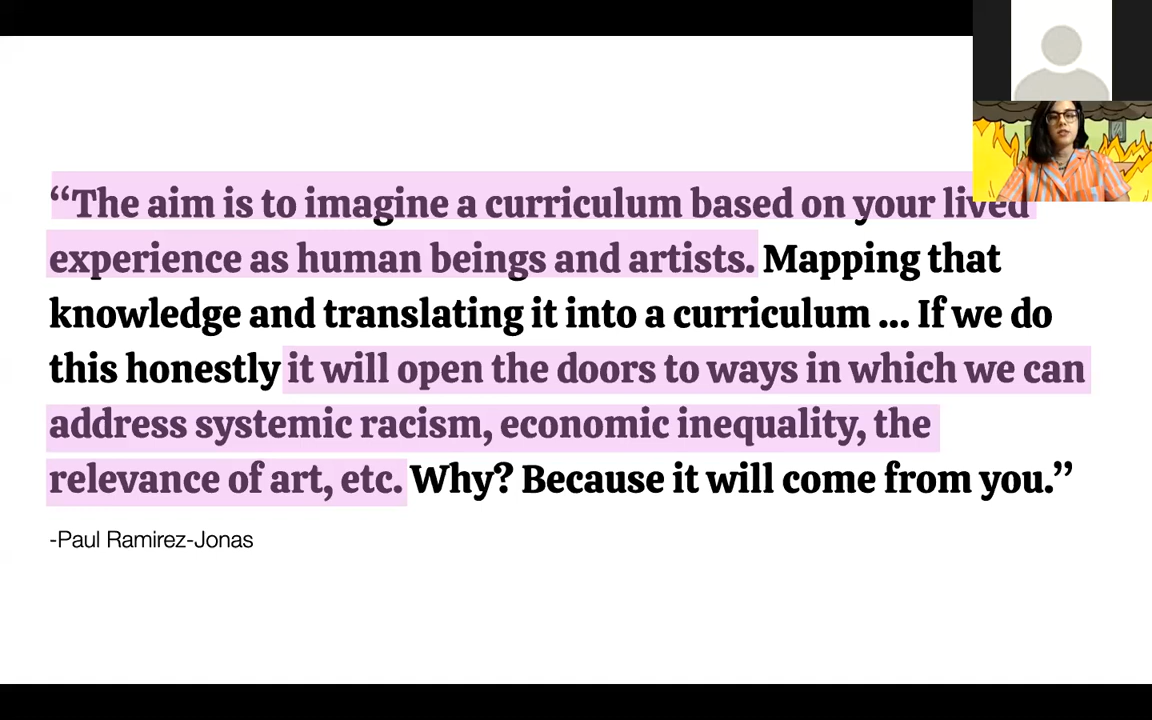 “The aim is to imagine a curriculum based on your lived
experience as human beings and artists. Mapping that
knowledge and translating it into a curriculum ... If we do
this honestly it will open the doors to ways in which we can
address systemic racism, economic inequality, the
relevance of art, etc. Why? Because it will come from you.”
-Paul Ramirez-Jonas